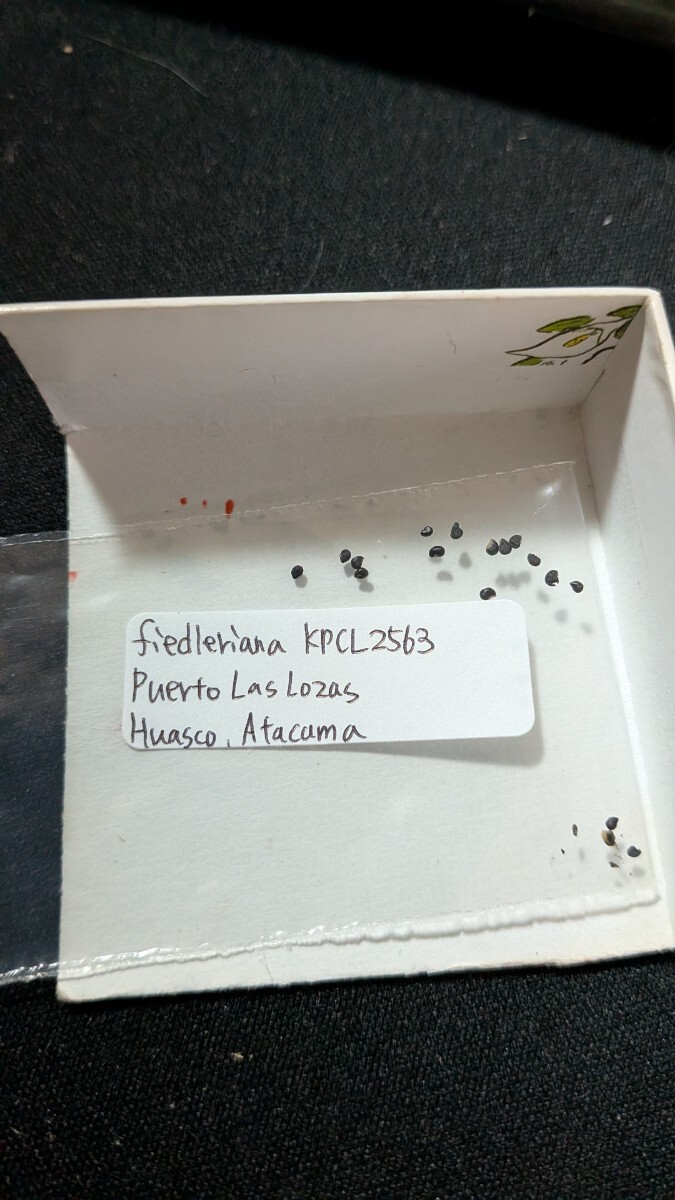 fiedleriana KPCL2563
Puerto Las Lozas
Huasco, Atacama